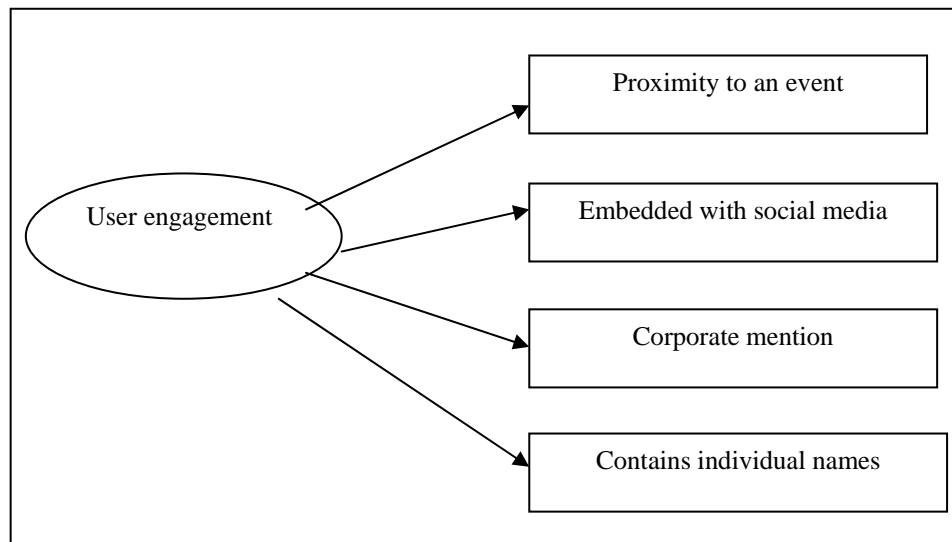 Proximity to an event
User engagement
Embedded with social media
Corporate mention
Contains individual names